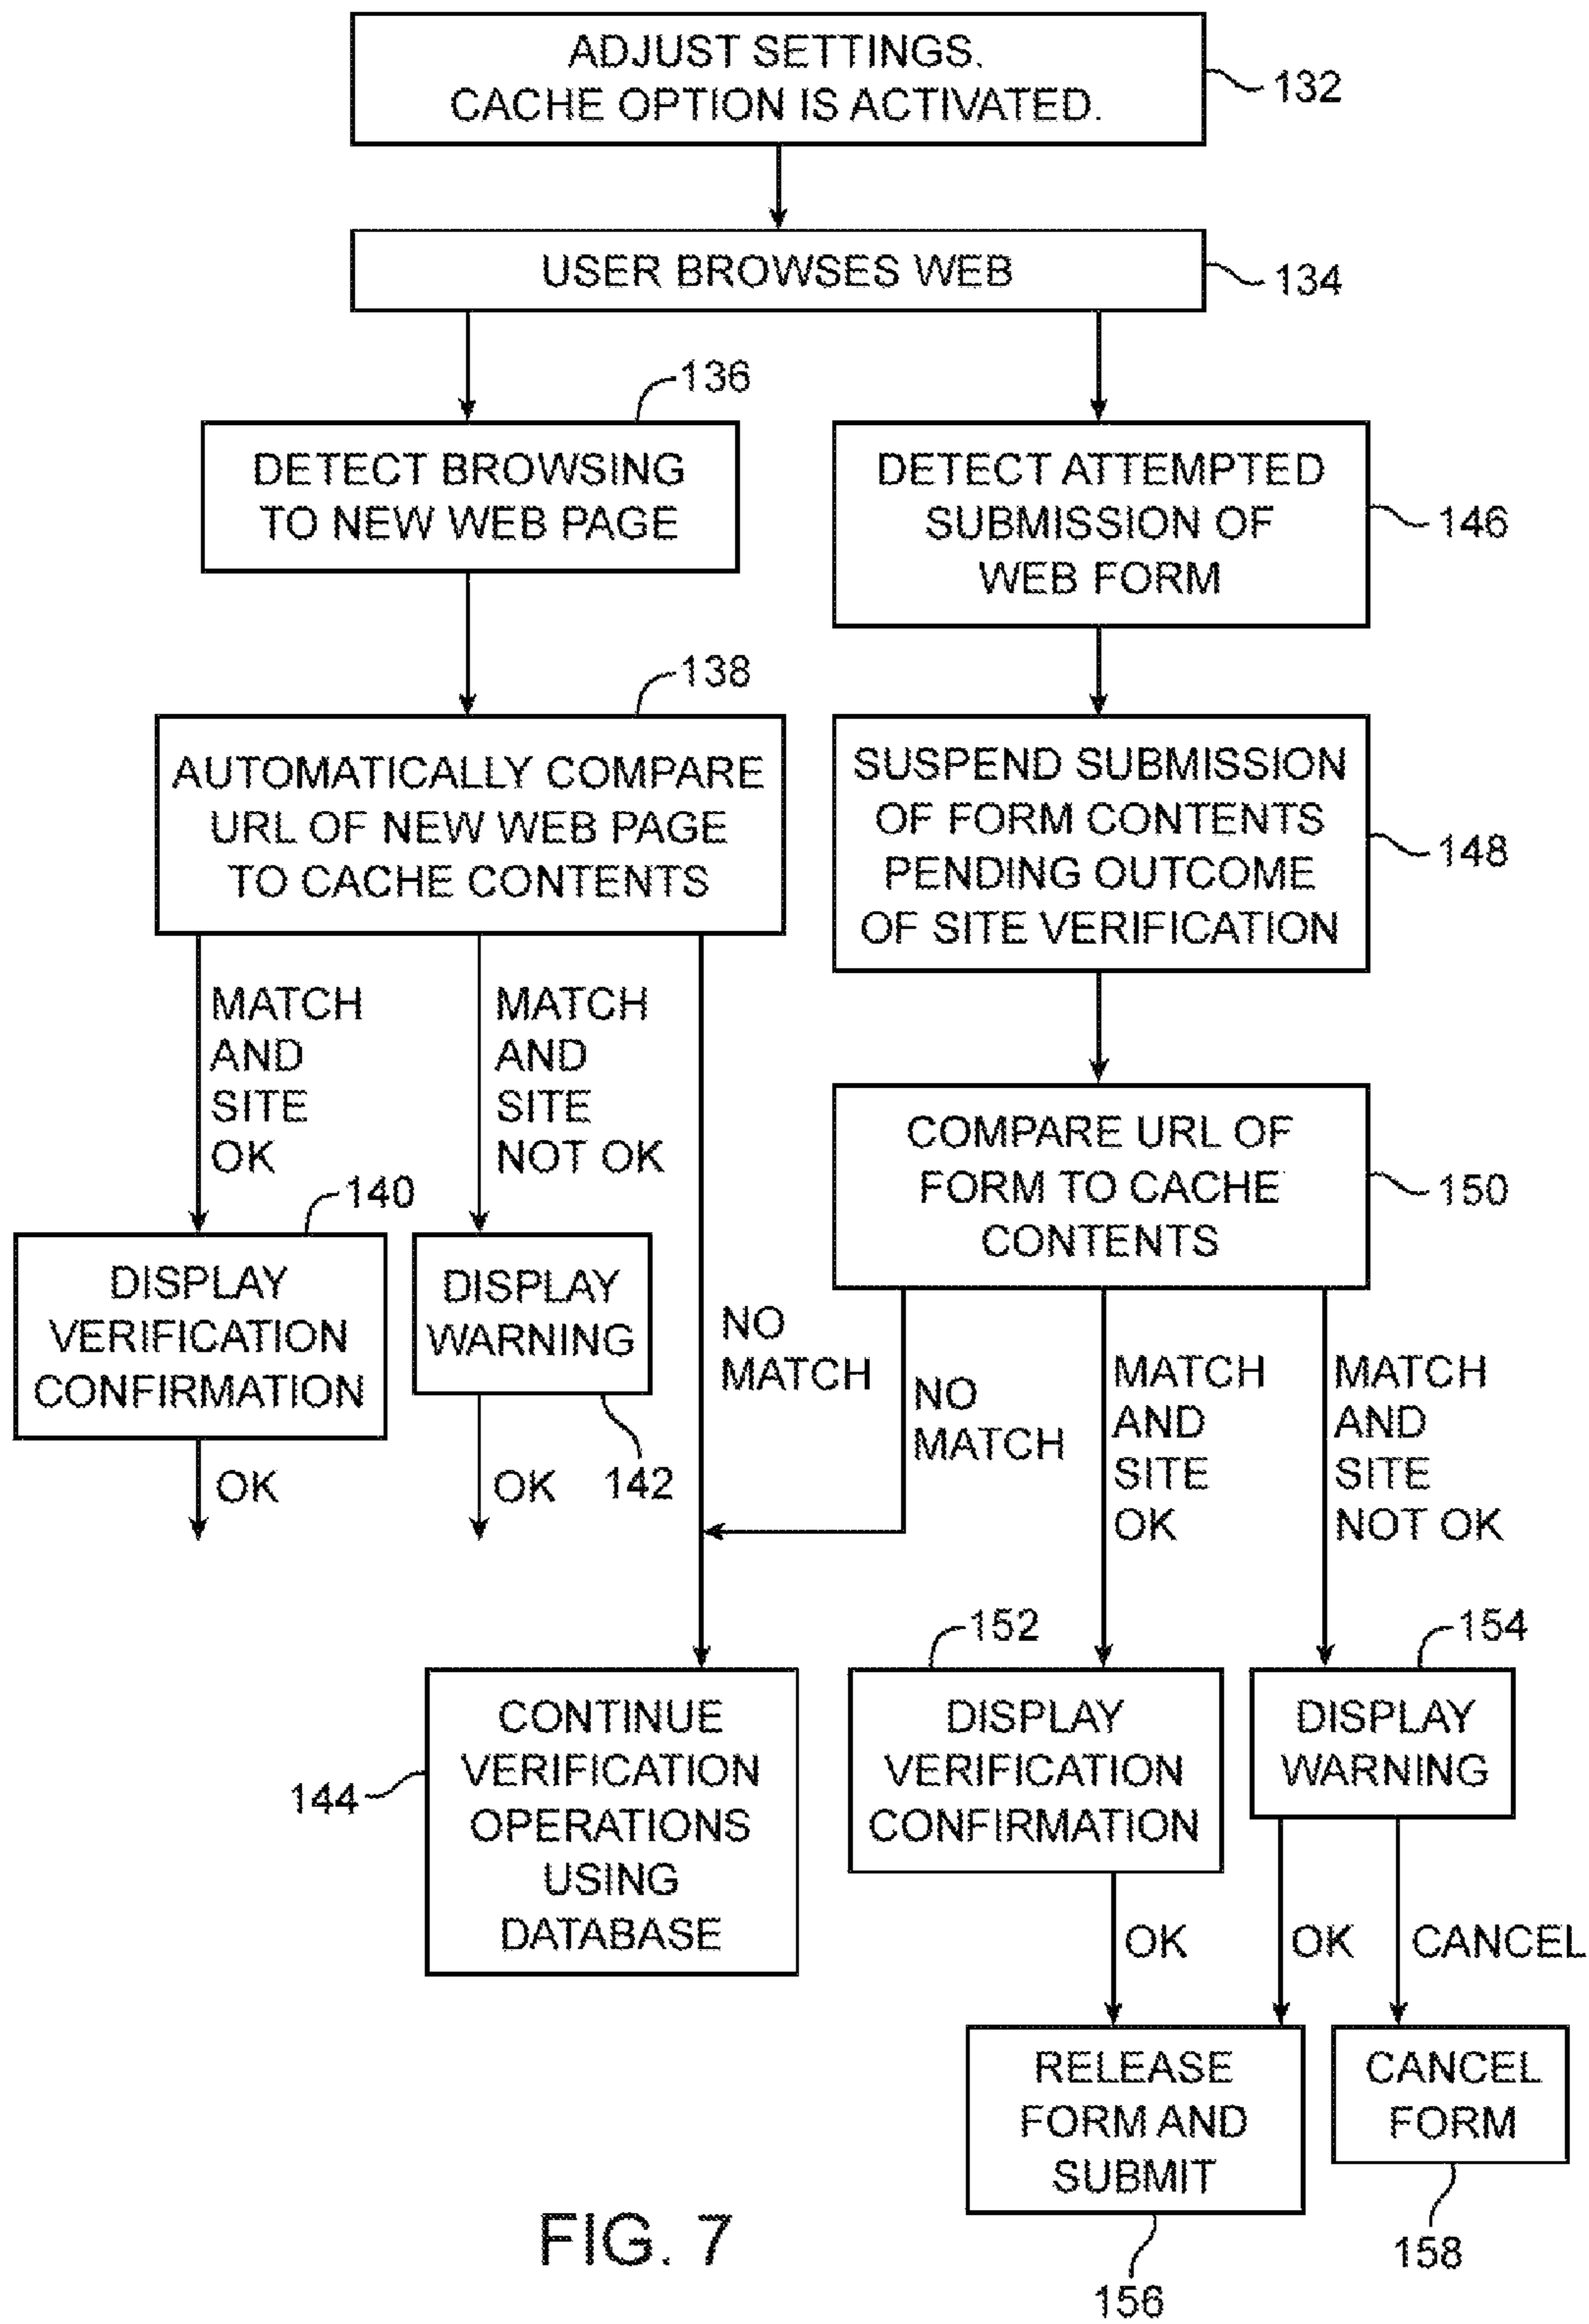 ADJUST SETTINGS.
CACHE OPTION IS ACTIVATED.
132
USER BROWSES WEB
134
136
DETECT BROWSING
TO NEW WEB PAGE
138
AUTOMATICALLY COMPARE
URL OF NEW WEB PAGE
TO CACHE CONTENTS
MATCH
AND
SITE
OK
MATCH
AND
SITE
NOT OK
NO
MATCH
140
DISPLAY
VERIFICATION
CONFIRMATION
OK
DISPLAY
WARNING
142
OK
DETECT ATTEMPTED
SUBMISSION OF
WEB FORM
146
SUSPEND SUBMISSION
OF FORM CONTENTS
PENDING OUTCOME
OF SITE VERIFICATION
148
COMPARE URL OF
FORM TO CACHE
CONTENTS
150
NO
MATCH
MATCH
AND
SITE
OK
MATCH
AND
SITE
NOT OK
144
CONTINUE
VERIFICATION
OPERATIONS
USING
DATABASE
152
DISPLAY
VERIFICATION
CONFIRMATION
OK
154
DISPLAY
WARNING
OK
CANCEL
RELEASE
FORM AND
SUBMIT
156
CANCEL
FORM
158
FIG. 7